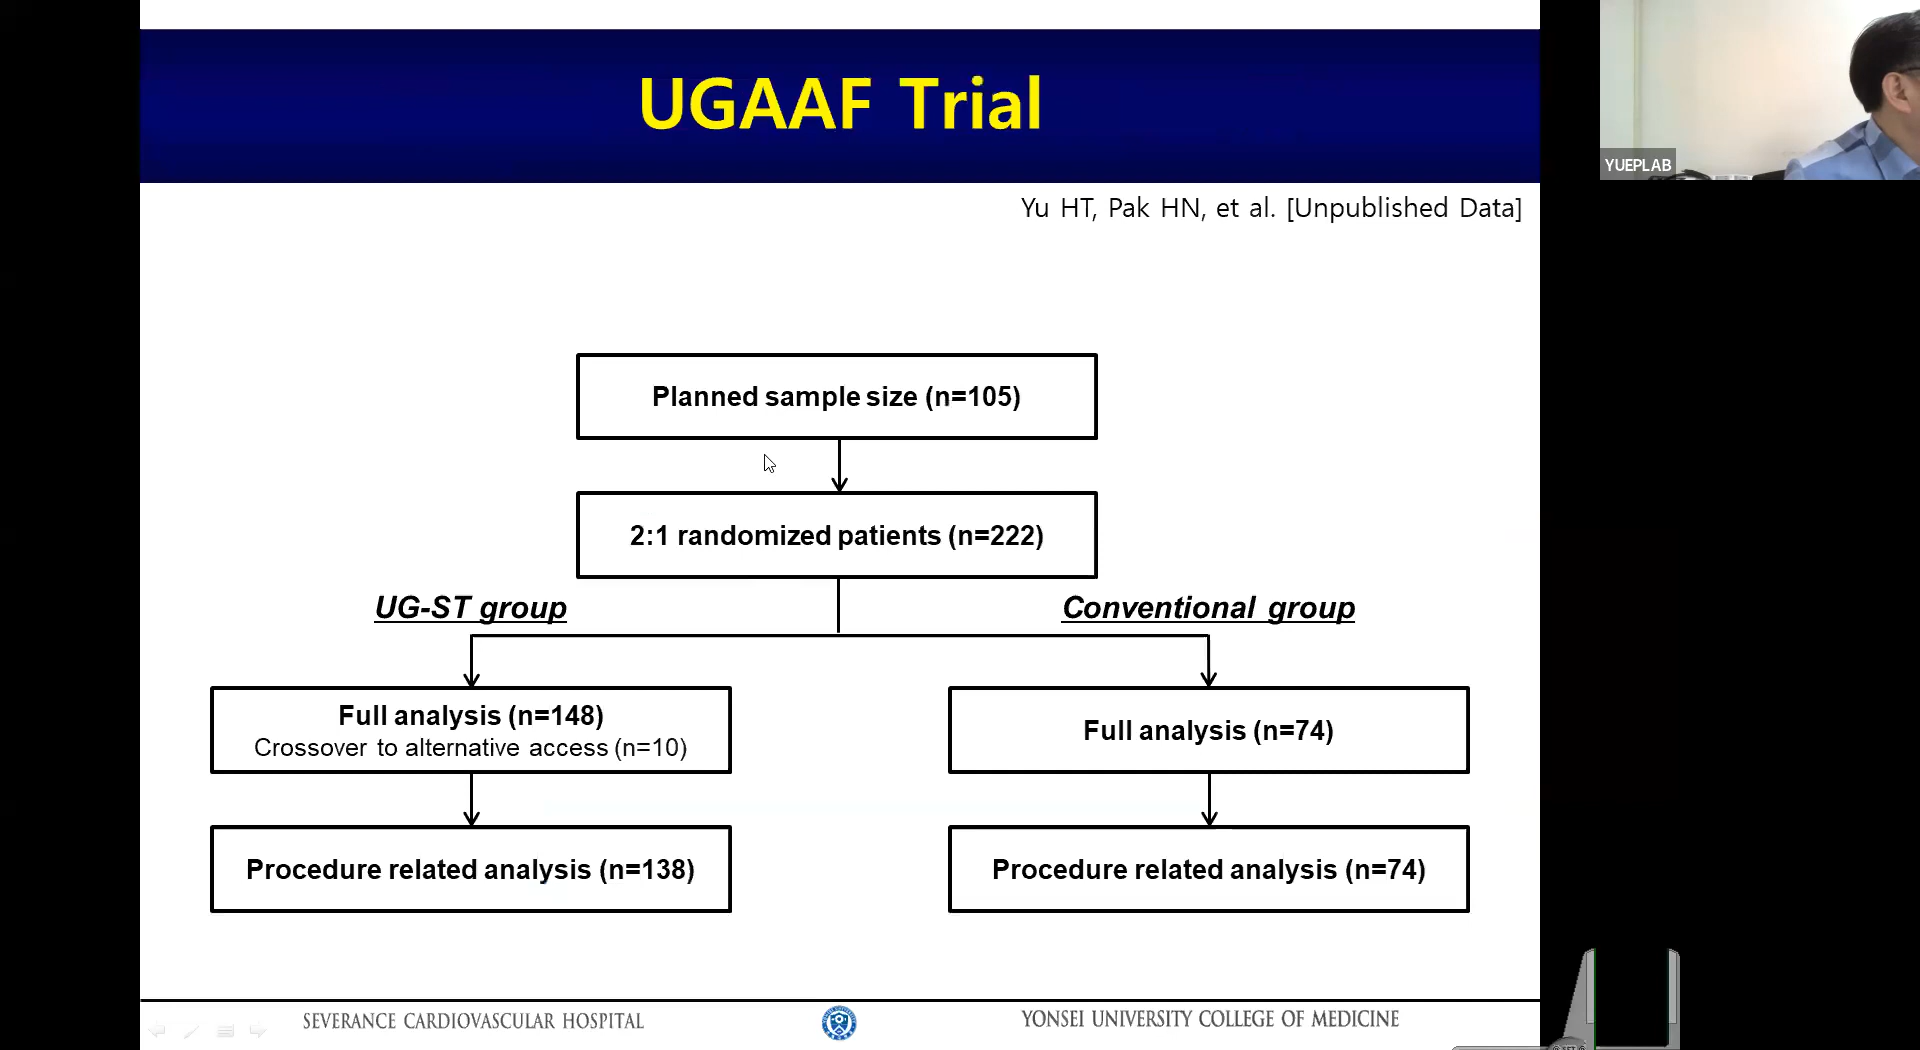 UGAAF Trial
YUEPLAB
Yu HT, Pak HN, et al. [Unpublished Data]
Planned sample size (n=105)
2:1 randomized patients (n=222)
UG-ST group
Conventional group
Full analysis (n=148)
Crossover to alternative access (n=10)
Full analysis (n=74)
Procedure related analysis (n=138)
Procedure related analysis (n=74)
SEVERANCE CARDIOVASCULAR HOSPITAL
YONSEI UNIVERSITY COLLEGE OF MEDICINE